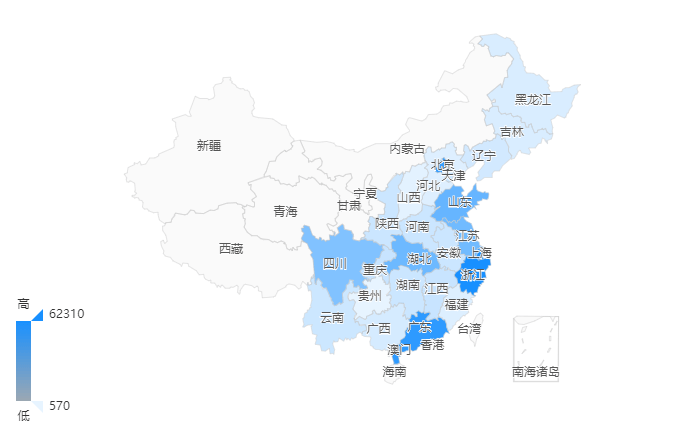 黑龙江
吉林
新疆
内蒙古
辽宁
北京
天津
河北
宁夏
山西
山东
甘肃
青海
陕西
河南
江苏
西藏
安徽
上海
四川
湖北
重庆
浙江
湖南
江西
贵州
高
福建
62310
云南
广西
广东
台湾
香港
澳门
海南
南海诸岛
570
低